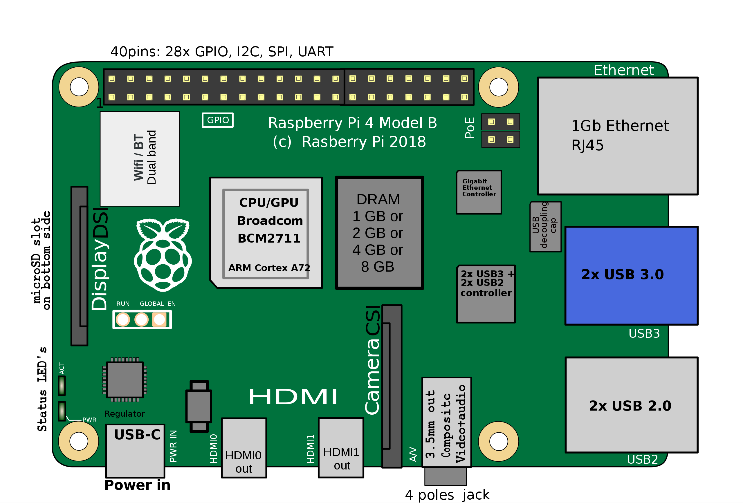 40pins: 28x GPIO, I2C, SPI, UART
Ethernet
1
GPIO
Raspberry Pi 4 Model B
(c) Rasberry Pi 2018
PoE
1Gb Ethernet
RJ45
Wifi / BT
Dual band
CPU/GPU
Broadcom
BCM2711
ARM Cortex A72
DRAM
1 GB or
2 GB or
4 GB or
8 GB
Gigabit
Ethernet
Controller
USB
decoupling
cap
microSD slot
on bottom side
Display DSI
2x USB3 +
2x USB2
controller
2x USB 3.0
USB3
RUN GLOBAL EN
Camera CSI
Status LED's
ACT
PWR
Regulator
HDMI
USB-C
PWR IN
Power in
HDMI0
HDMI0
out
HDMI1
HDMI1
out
A/V
3.5mm out
Composite
Video+audio
4 poles jack
2x USB 2.0
USB2